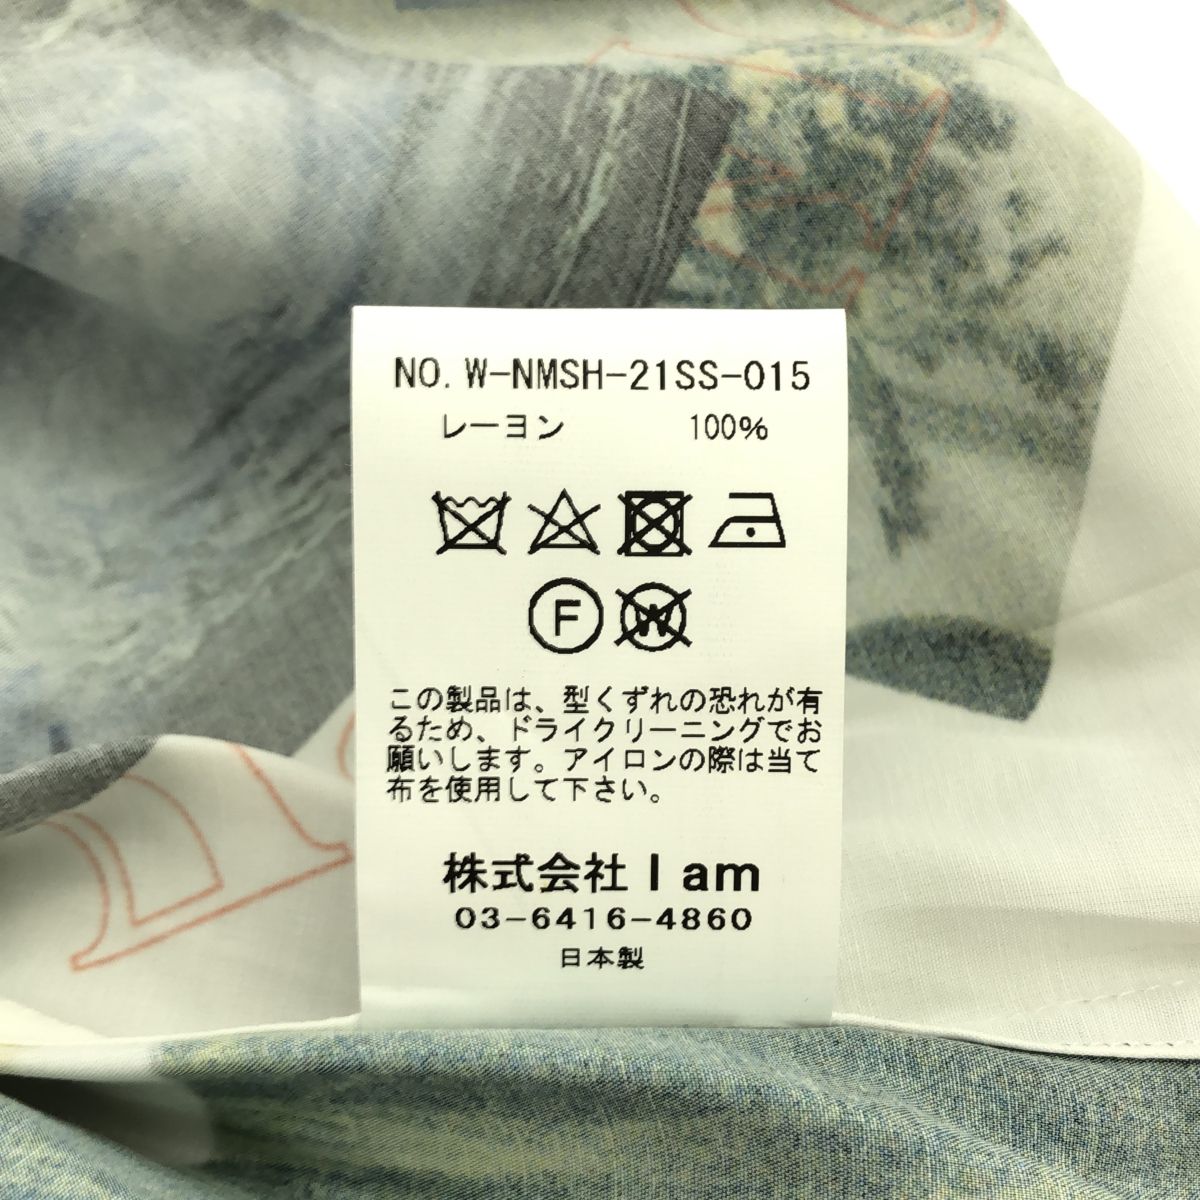 NO. W-NMSH-21SS-015
レーヨン 100%
F W
この製品は、型くずれの恐れが有
るため、ドライクリーニングでお
願いします。アイロンの際は当て
布を使用して下さい。
株式会社 I am
03-6416-4860
日本製